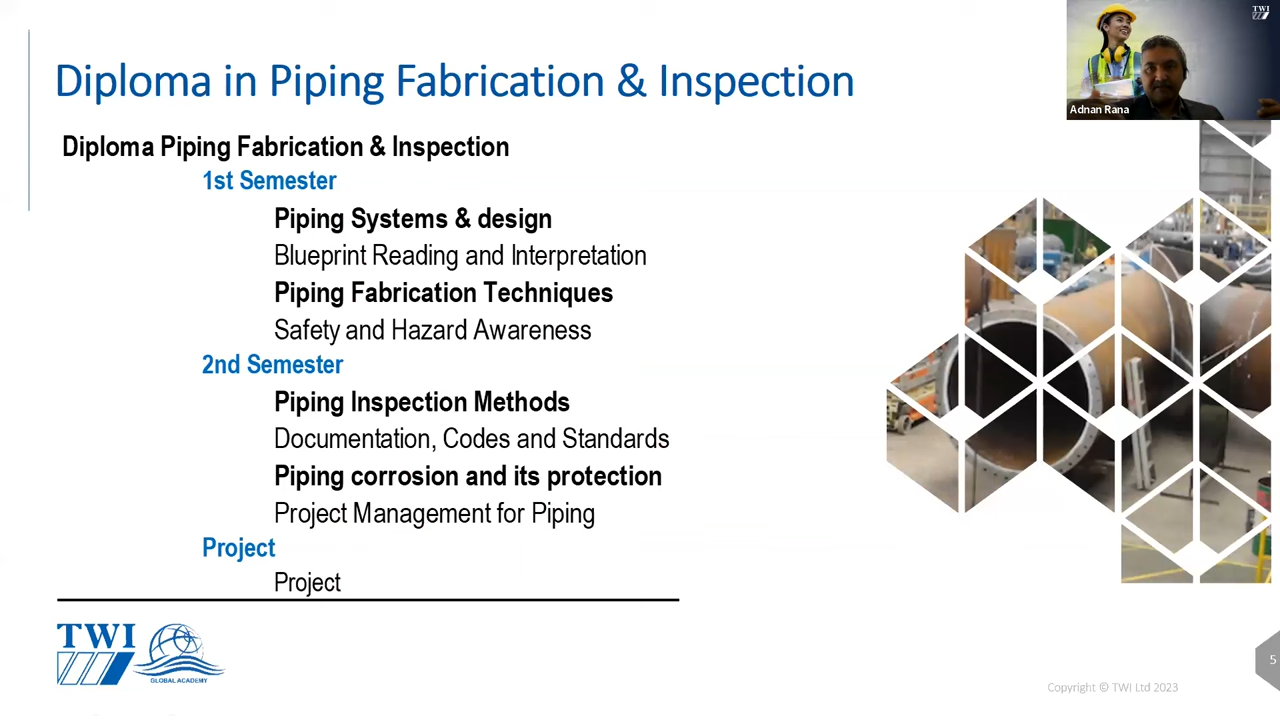 Diploma in Piping Fabrication & Inspection
TWI
Adnan Rana
Diploma Piping Fabrication & Inspection
1st Semester
Piping Systems & design
Blueprint Reading and Interpretation
Piping Fabrication Techniques
Safety and Hazard Awareness
2nd Semester
Piping Inspection Methods
Documentation, Codes and Standards
Piping corrosion and its protection
Project Management for Piping
Project
Project
TWI
GLOBAL ACADEMY
5
Copyright © TWI Ltd 2023